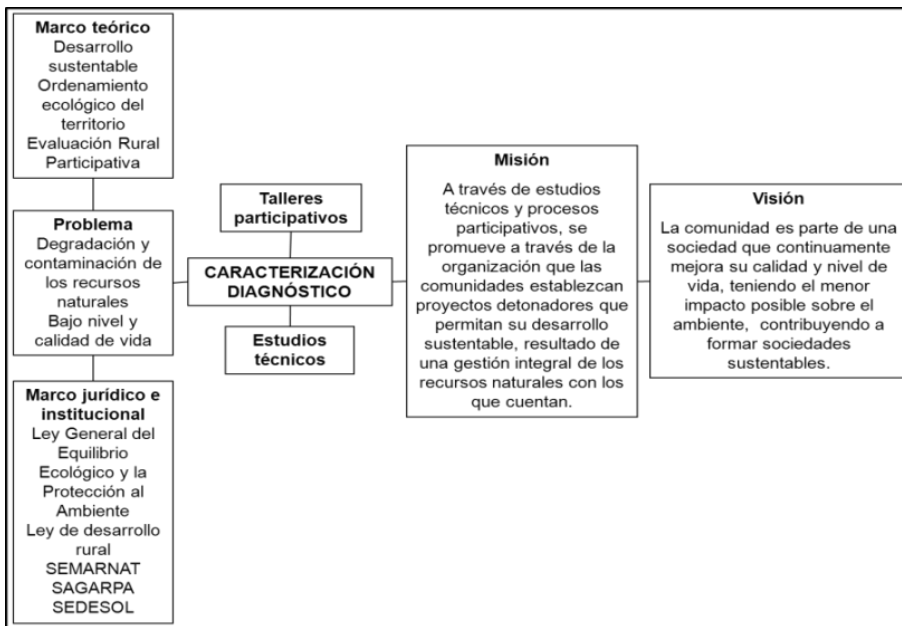 Marco teórico
Desarrollo
sustentable
Ordenamiento
ecológico del
territorio
Evaluación Rural
Participativa
Problema
Degradación y
contaminación de
los recursos
naturales
Bajo nivel y
calidad de vida
Marco jurídico e
institucional
Ley General del
Equilibrio
Ecológico y la
Protección al
Ambiente
Ley de desarrollo
rural
SEMARNAT
SAGARPA
SEDESOL
Talleres
participativos
CARACTERIZACIÓN
DIAGNÓSTICO
Estudios
técnicos
Misión
A través de estudios
técnicos y procesos
participativos, se
promueve a través de la
organización que las
comunidades establezcan
proyectos detonadores que
permitan su desarrollo
sustentable, resultado de
una gestión integral de los
recursos naturales con los
que cuentan.
Visión
La comunidad es parte de una
sociedad que continuamente
mejora su calidad y nivel de
vida, teniendo el menor
impacto posible sobre el
ambiente, contribuyendo a
formar sociedades
sustentables.